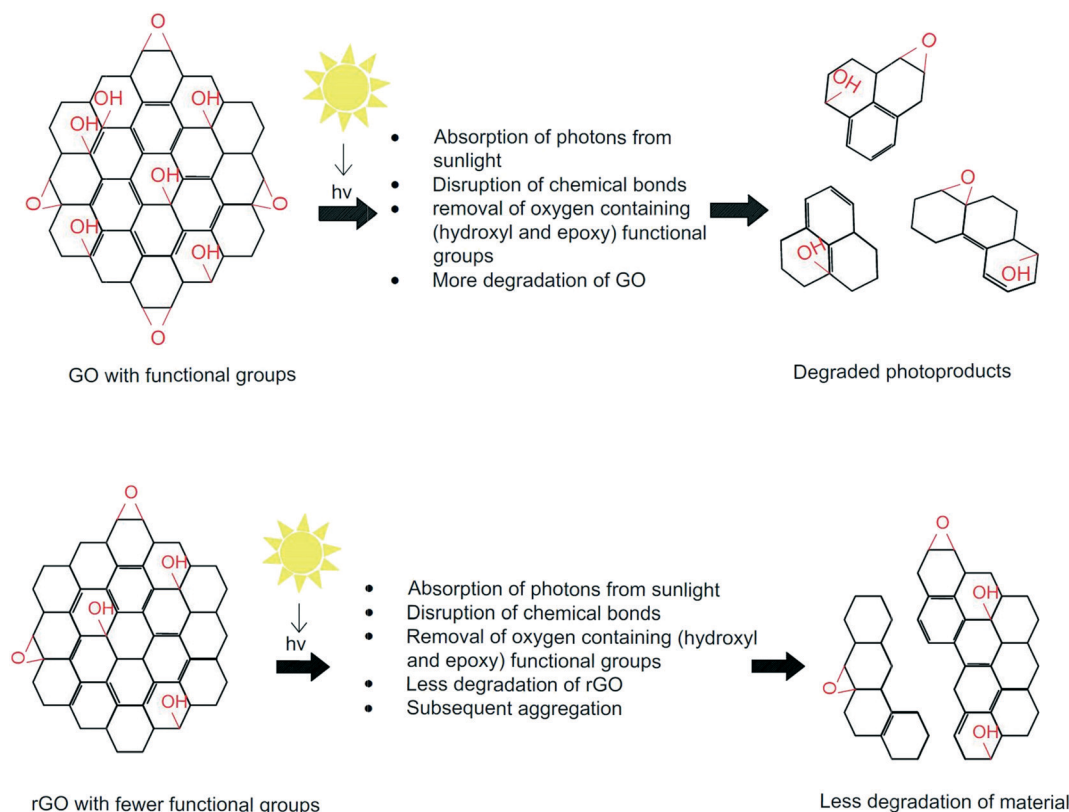 O
OH
OH
OH
OH
OH
O
O
OH
OH
O
GO with functional groups
hv
• Absorption of photons from
sunlight
• Disruption of chemical bonds
• removal of oxygen containing
(hydroxyl and epoxy) functional
groups
• More degradation of GO
O
OH
OH
O
OH
Degraded photoproducts
O
OH
OH
O
OH
rGO with fewer functional groups
hv
• Absorption of photons from sunlight
• Disruption of chemical bonds
• Removal of oxygen containing (hydroxyl
and epoxy) functional groups
• Less degradation of rGO
• Subsequent aggregation
O
OH
O
OH
Less degradation of material